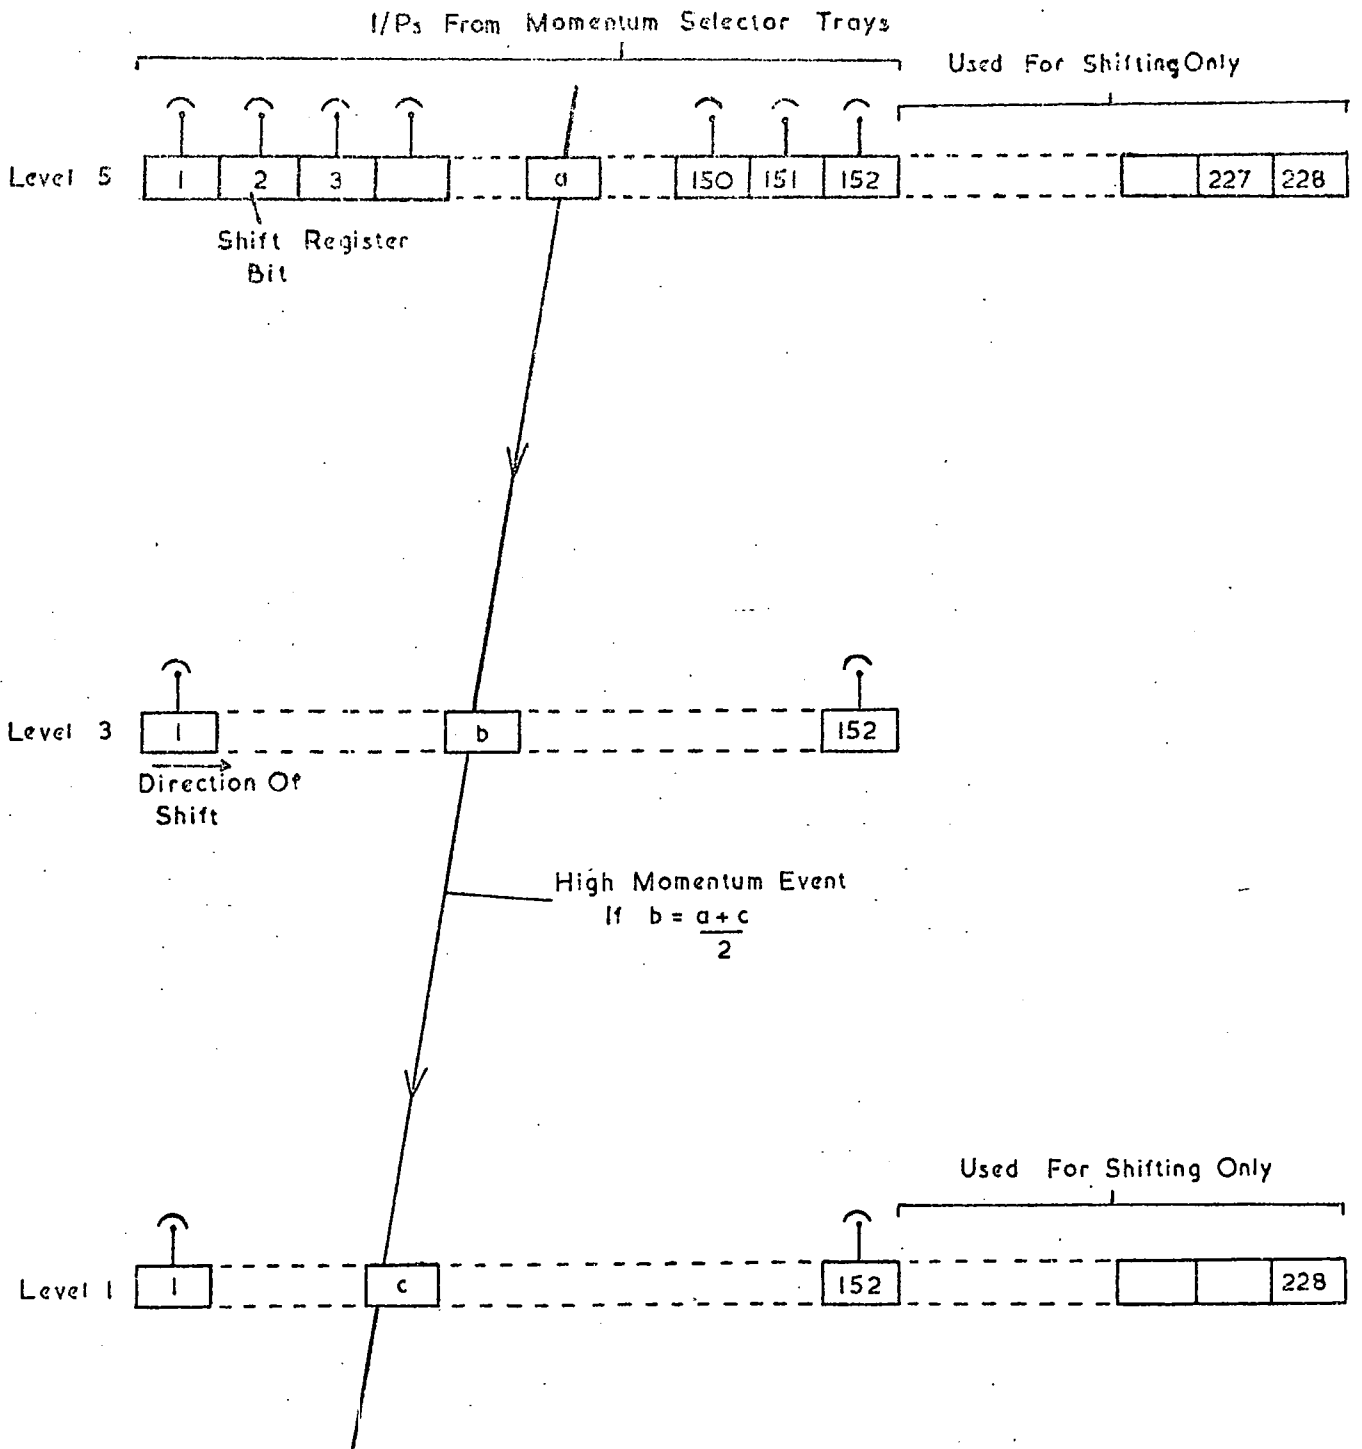 I/Ps From Momentum Selector Trays
Used For Shifting Only
Level 5
1 2 3 a 150 151 152 227 228
Shift Register
Bit
Level 3
1 b 152
Direction Of
Shift
High Momentum Event
If b = a + c
2
Used For Shifting Only
Level 1
1 c 152 228